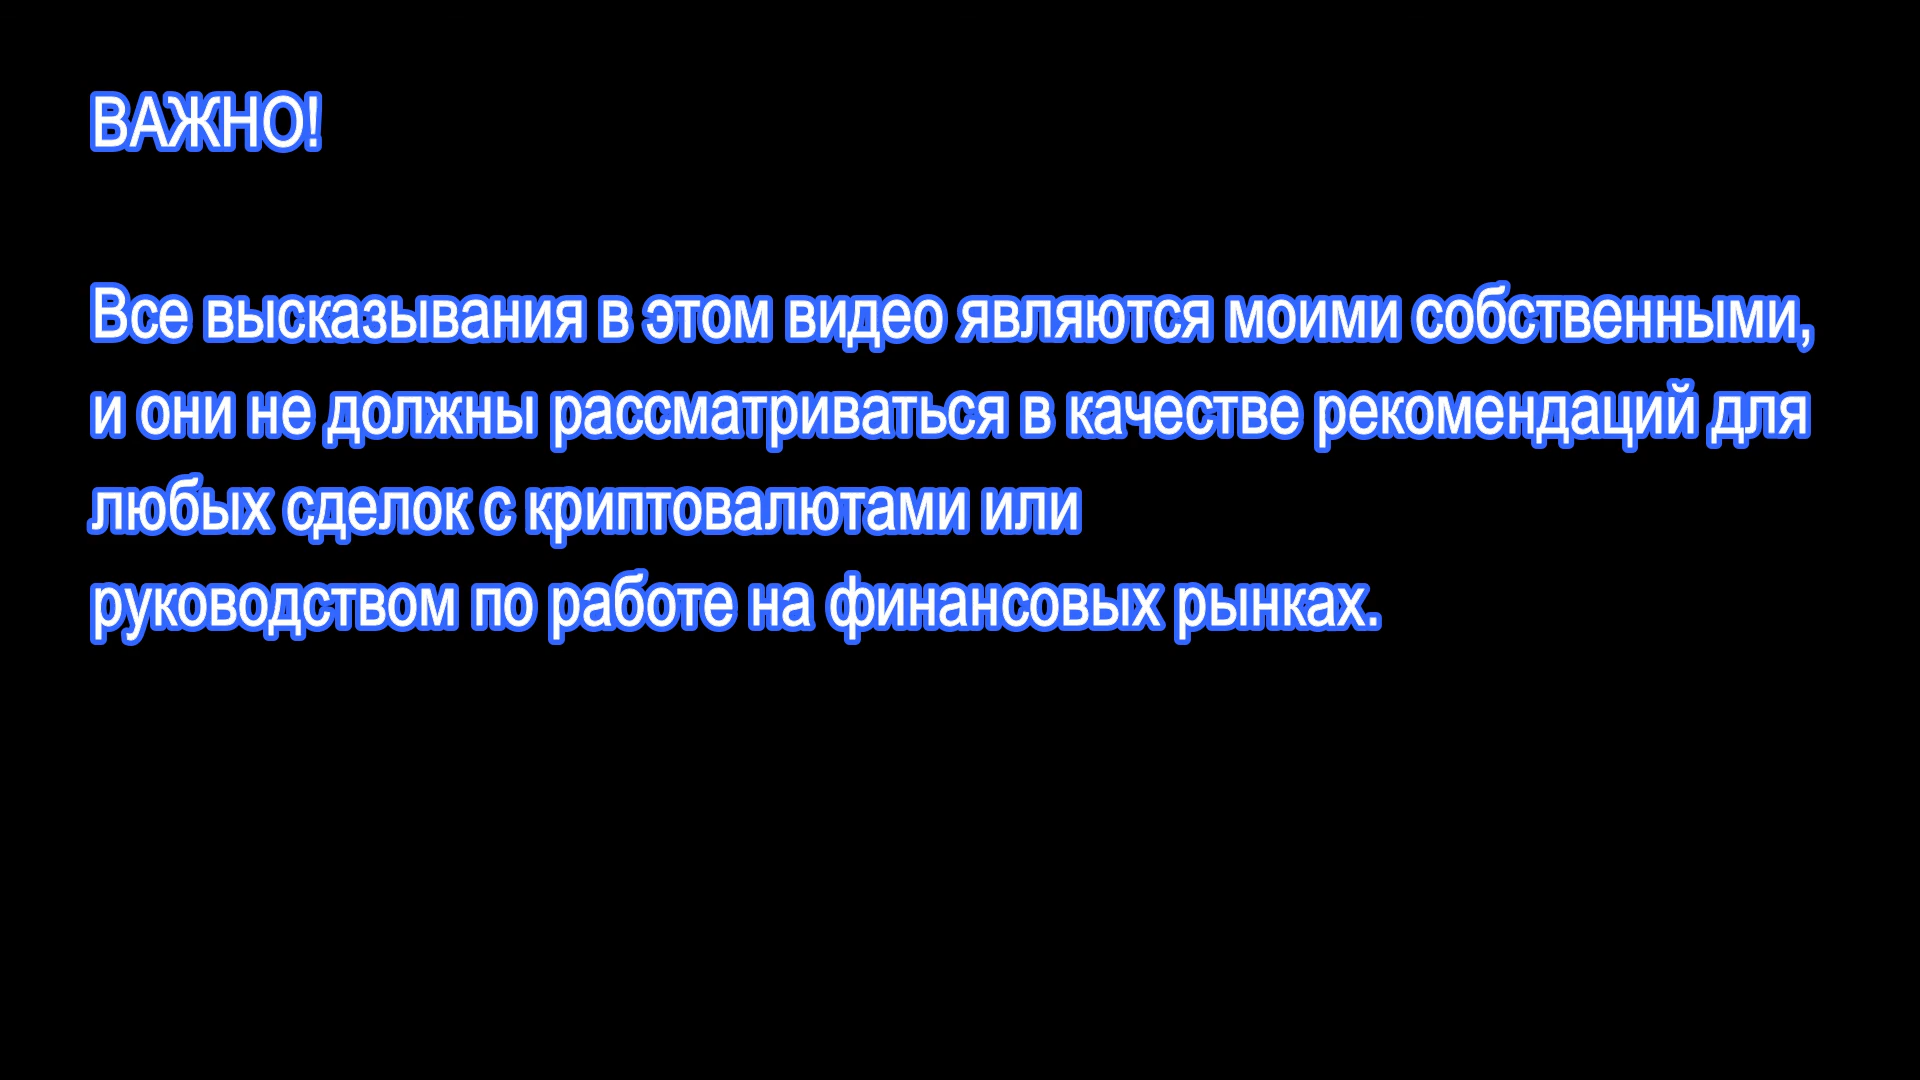 ВАЖНО!
Все высказывания в этом видео являются моими собственными,
и они не должны рассматриваться в качестве рекомендаций для
любых сделок с криптовалютами или
руководством по работе на финансовых рынках.